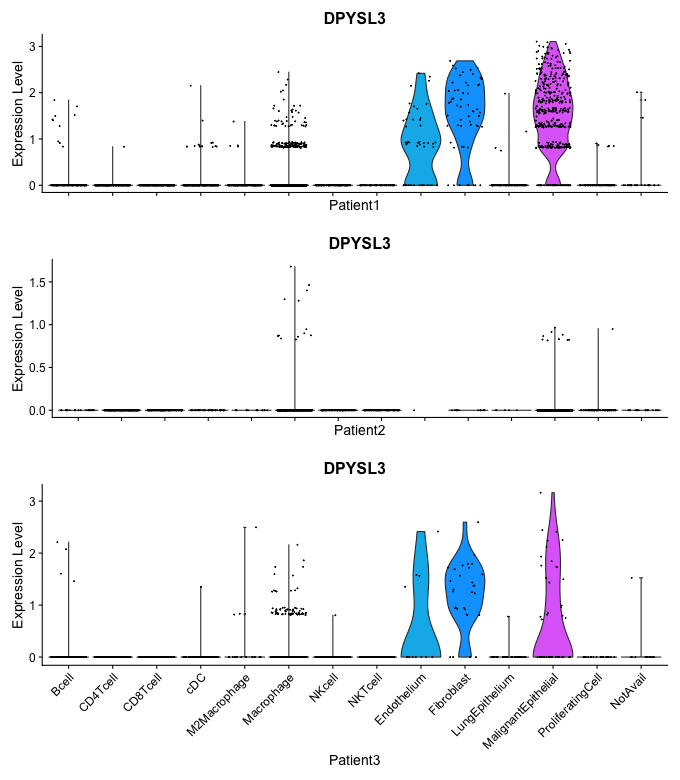 DPYSL3
Expression Level
3
2
1
0
Patient1
DPYSL3
Expression Level
1.5
1.0
0.5
0.0
Patient2
DPYSL3
Expression Level
3
2
1
0
Bcell
CD4Tcell
CD8Tcell
cDC
M2Macrophage
Macrophage
NKcell
NKTcell
Endothelium
Fibroblast
LungEpithelium
MalignantEpithelial
ProliferatingCell
NotAvail
Patient3